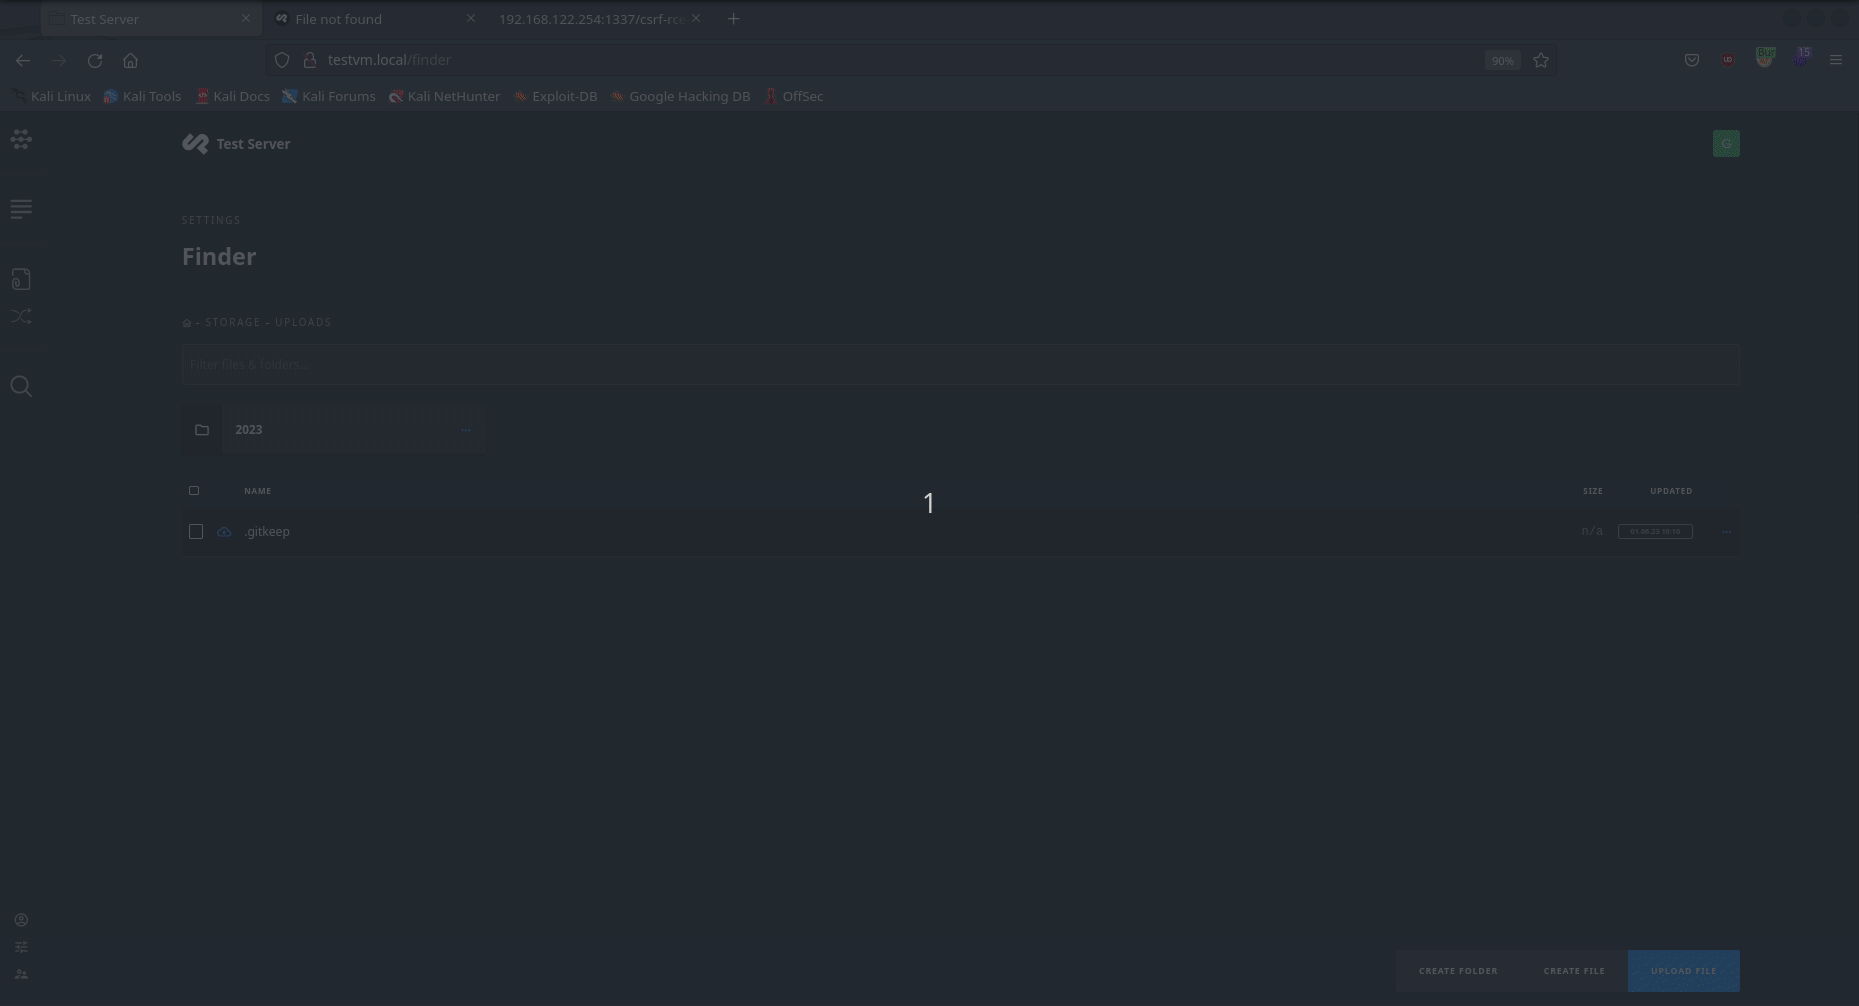 Test Server
File not found
192.168.122.254:1337/csrf-rce
testvm.local/finder
90%
15
Kali Linux
Kali Tools
Kali Docs
Kali Forums
Kali NetHunter
Exploit-DB
Google Hacking DB
OffSec
Test Server
G
SETTINGS
Finder
- STORAGE - UPLOADS
Filter files & folders...
2023
NAME
SIZE
UPDATED
1
.gitkeep
n/a
CREATE FOLDER
CREATE FILE
UPLOAD FILE